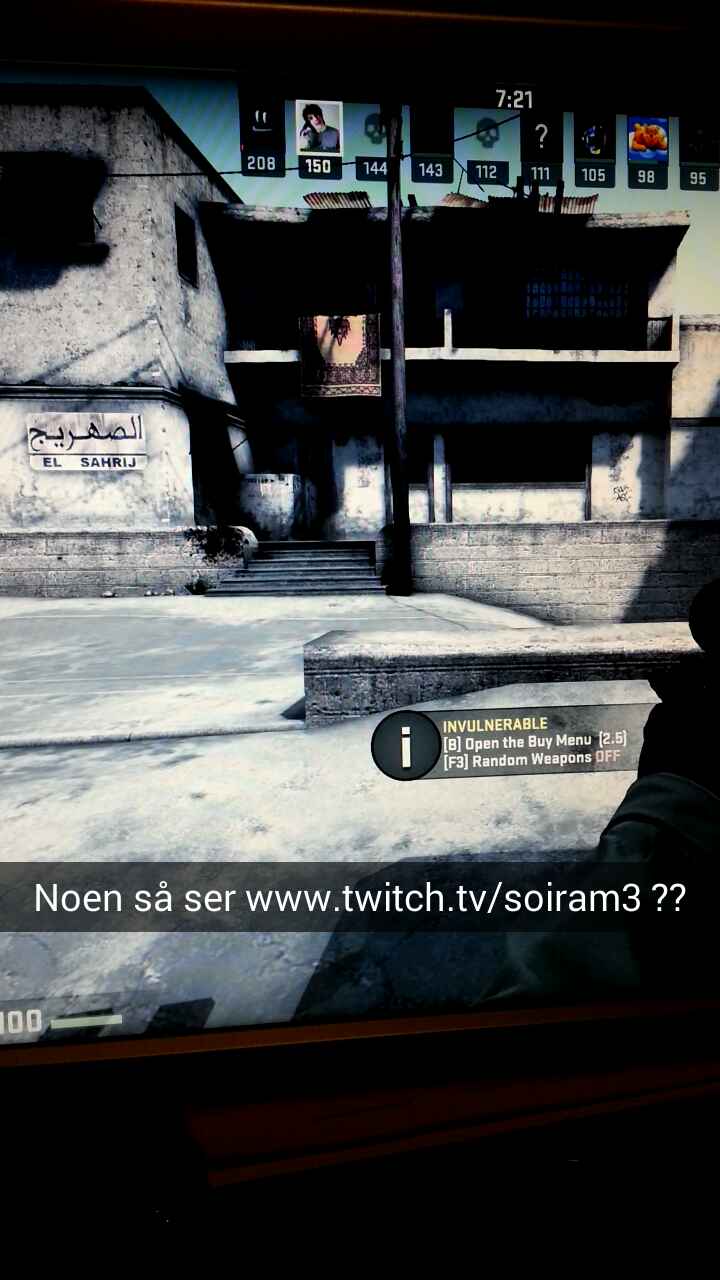 7:21
208 150 144 143 112 ? 111 105 98 95
الصهريج
EL SAHRIJ
INVULNERABLE
[B] Open the Buy Menu (2.5)
[F3] Random Weapons OFF
Noen så ser www.twitch.tv/soiram3 ??
100